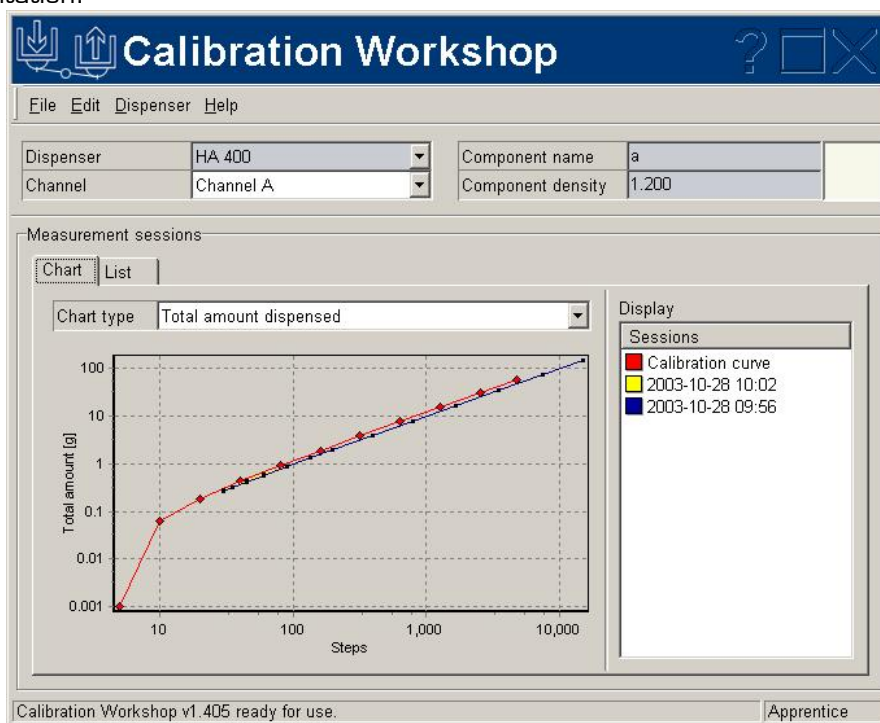 Calibration Workshop
File Edit Dispenser Help
Dispenser HA 400 Component name a
Channel Channel A Component density 1.200
Measurement sessions
Chart List
Chart type Total amount dispensed
Display
Sessions
Calibration curve
2003-10-28 10:02
2003-10-28 09:56
Total amount [g]
100
10
1
0.1
0.01
0.001
10 100 1,000 10,000
Steps
Calibration Workshop v1.405 ready for use. Apprentice